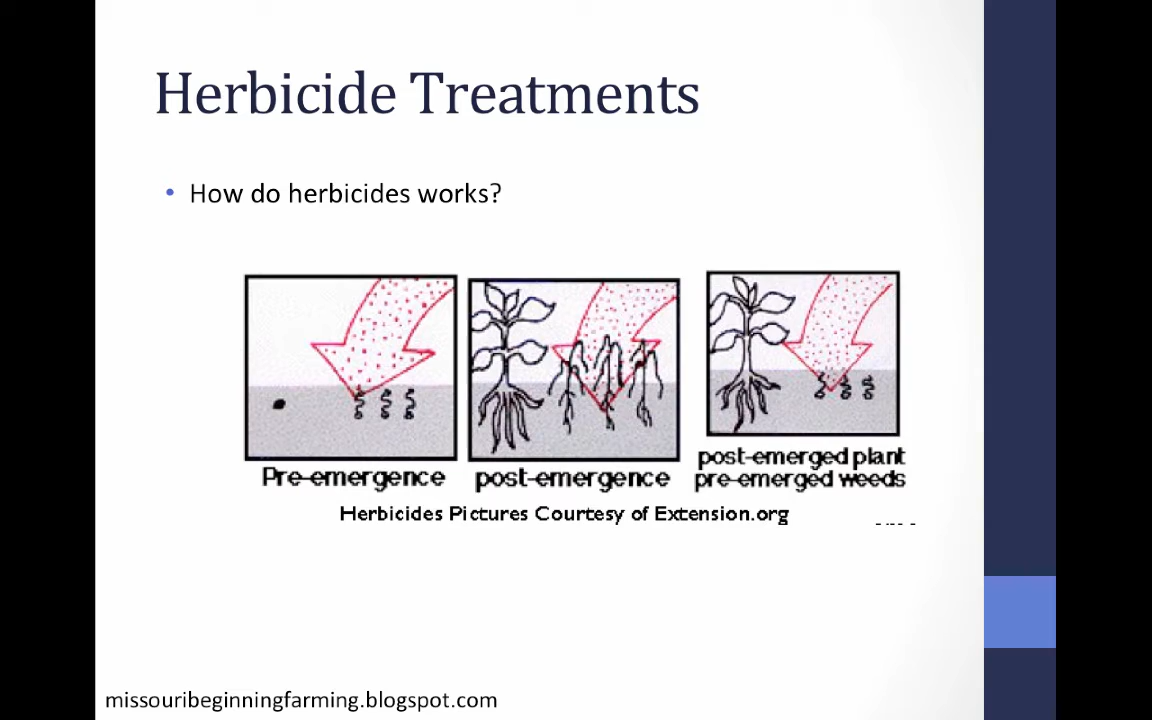 Herbicide Treatments
• How do herbicides works?
Pre-emergence
post-emergence
post-emerged plant
pre-emerged weeds
Herbicides Pictures Courtesy of Extension.org
missouribeginningfarming.blogspot.com